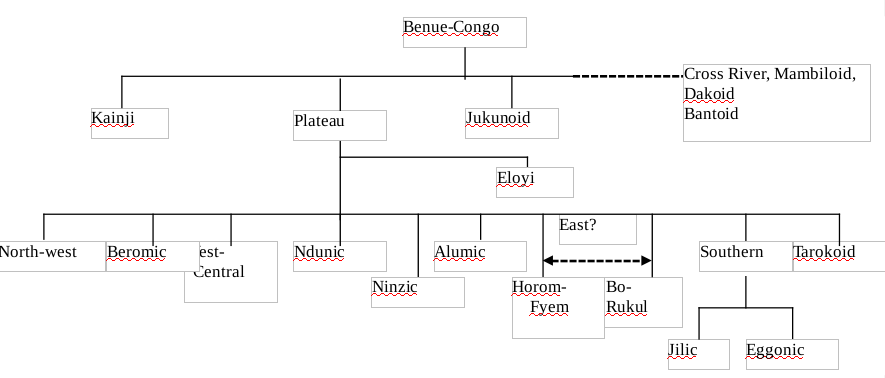 Benue-Congo
Cross River, Mambiloid,
Dakoid
Bantoid
Kainji
Plateau
Jukunoid
Eloyi
East?
North-west
Beromic
est-
Central
Ndunic
Alumic
Southern
Tarokoid
Ninzic
Horom-
Fyem
Bo-
Rukul
Jilic
Eggonic